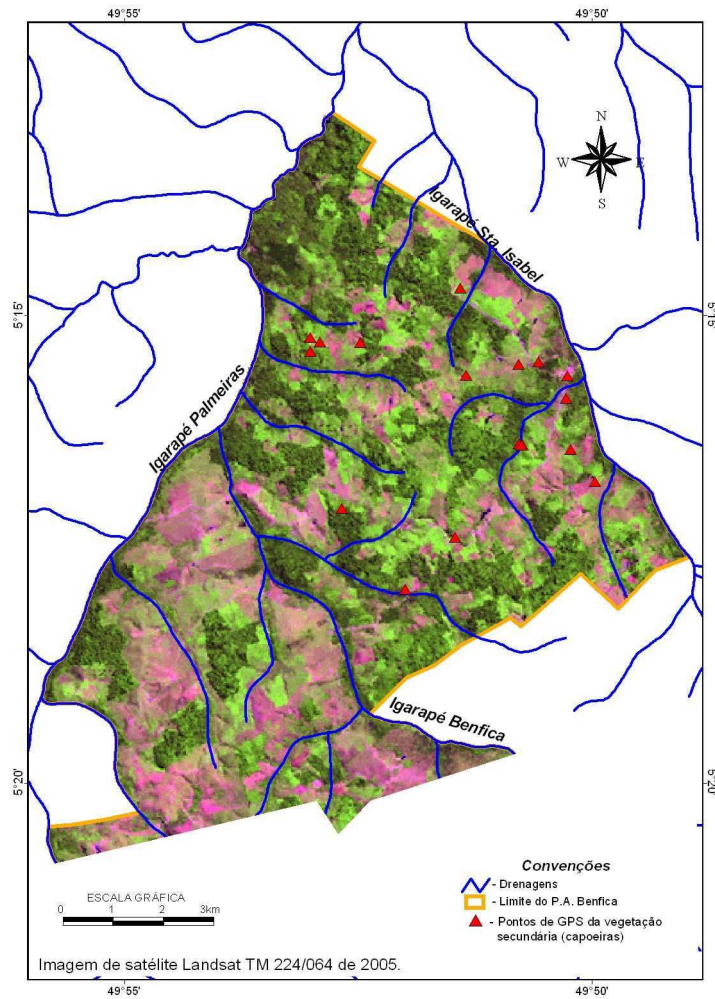 49°55'
49°50'
N
W E
S
Igarapé Sta. Isabel
5°15'
5°15'
Igarapé Palmeiras
Igarapé Benfica
5°20'
5°20'
Convenções
- Drenagens
- Limite do P.A. Benfica
- Pontos de GPS da vegetação
secundária (capoeiras)
ESCALA GRÁFICA
0 1 2 3km
Imagem de satélite Landsat TM 224/064 de 2005.
49°55'
49°50'